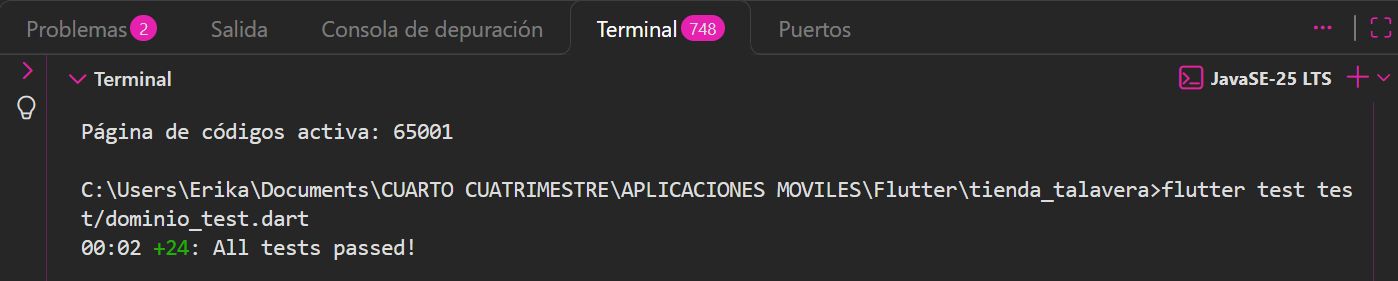 Problemas 2 Salida Consola de depuración Terminal 748 Puertos ...
Terminal JavaSE-25 LTS
Página de códigos activa: 65001
C:\Users\Erika\Documents\CUARTO CUATRIMESTRE\APLICACIONES MOVILES\Flutter\tienda_talavera>flutter test tes
t/dominio_test.dart
00:02 +24: All tests passed!